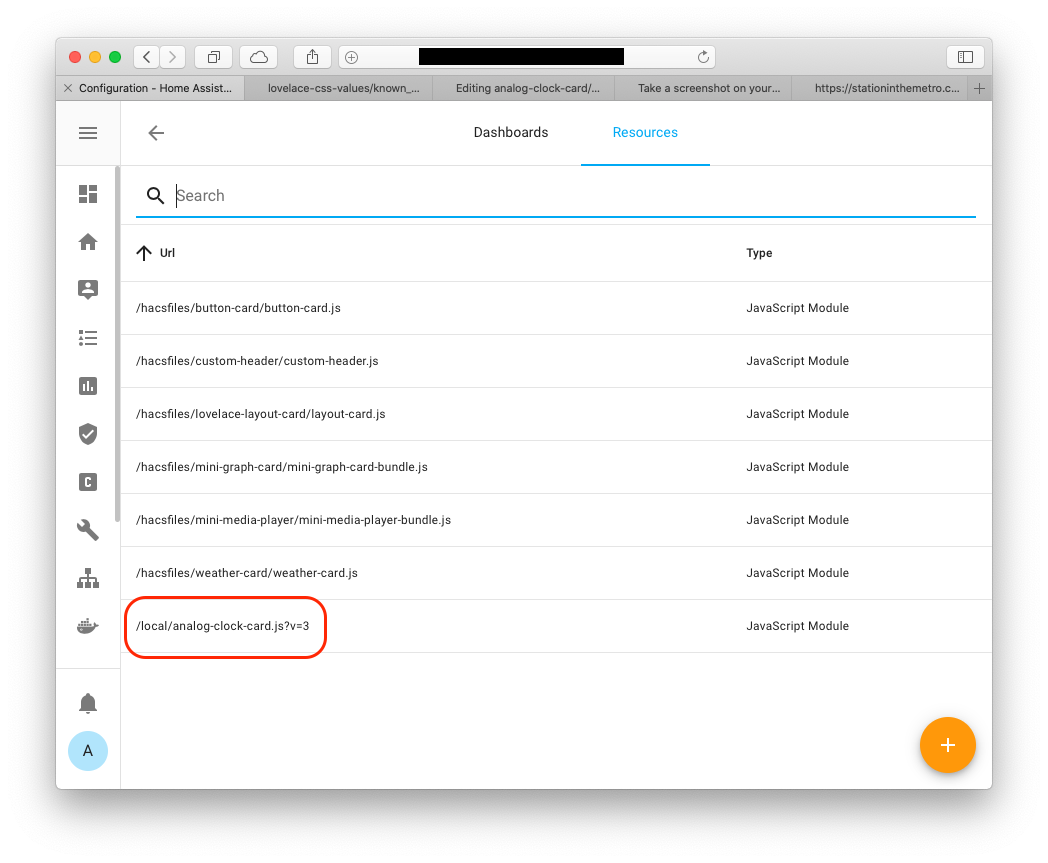 Configuration - Home Assist...
lovelace-css-values/known_...
Editing analog-clock-card/...
Take a screenshot on your...
https://stationinthemetro.c...
Dashboards
Resources
Search
Url
Type
/hacsfiles/button-card/button-card.js
JavaScript Module
/hacsfiles/custom-header/custom-header.js
JavaScript Module
/hacsfiles/lovelace-layout-card/layout-card.js
JavaScript Module
/hacsfiles/mini-graph-card/mini-graph-card-bundle.js
JavaScript Module
/hacsfiles/mini-media-player/mini-media-player-bundle.js
JavaScript Module
/hacsfiles/weather-card/weather-card.js
JavaScript Module
/local/analog-clock-card.js?v=3
JavaScript Module
C
A